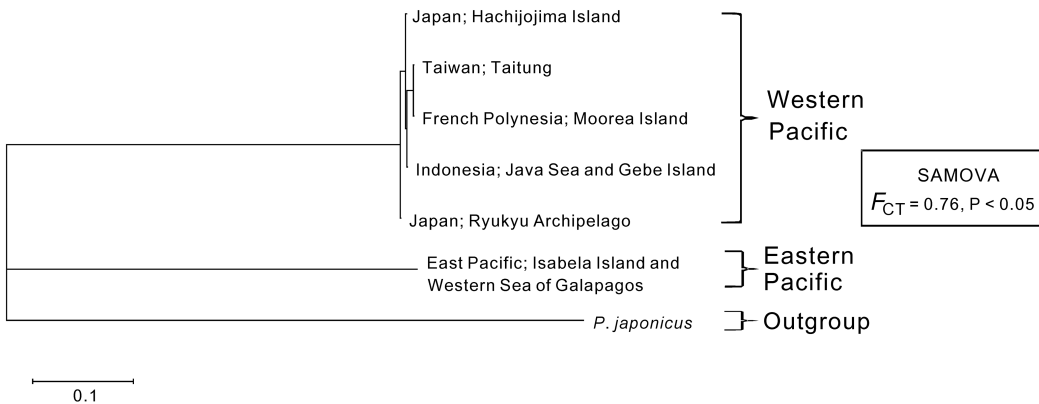 Japan; Hachijojima Island
Taiwan; Taitung
French Polynesia; Moorea Island
Indonesia; Java Sea and Gebe Island
Japan; Ryukyu Archipelago
Western
Pacific
SAMOVA
FCT = 0.76, P < 0.05
East Pacific; Isabela Island and
Western Sea of Galapagos
Eastern
Pacific
P. japonicus
Outgroup
0.1